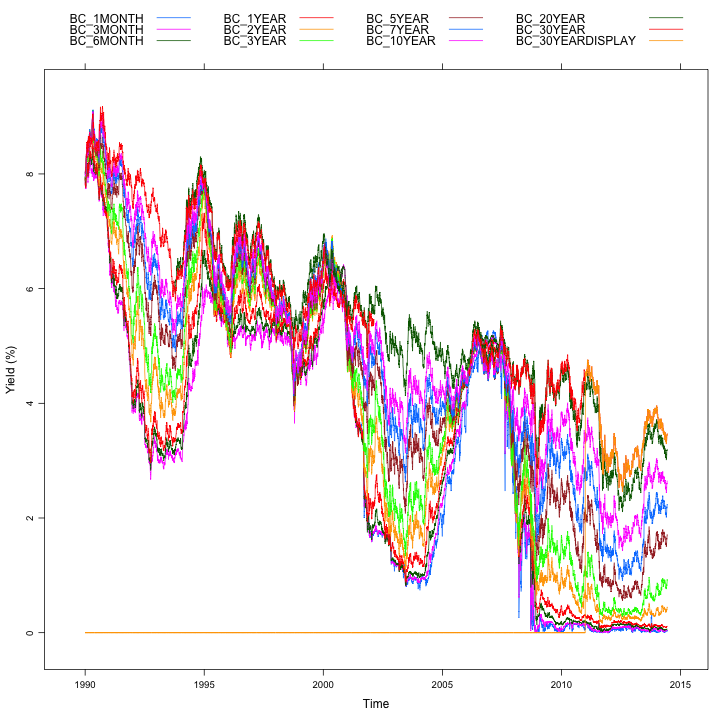 BC_1MONTH BC_1YEAR BC_5YEAR BC_20YEAR
BC_3MONTH BC_2YEAR BC_7YEAR BC_30YEAR
BC_6MONTH BC_3YEAR BC_10YEAR BC_30YEARDISPLAY
8
6
4
2
0
Yield (%)
1990 1995 2000 2005 2010 2015
Time